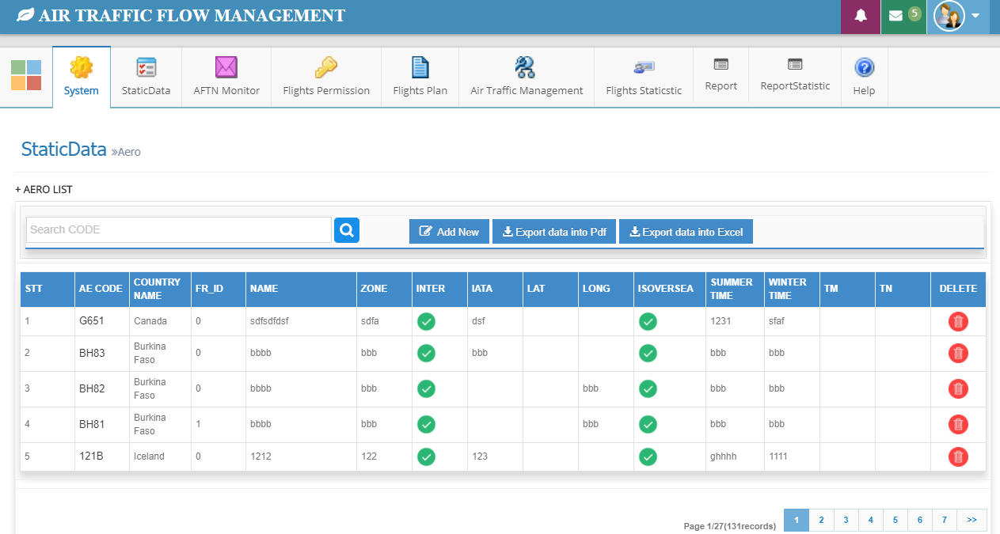 AIR TRAFFIC FLOW MANAGEMENT
5
System StaticData AFTN Monitor Flights Permission Flights Plan Air Traffic Management Flights Statiscstic Report ReportStatistic Help
StaticData »Aero
+ AERO LIST
Search CODE Add New Export data into Pdf Export data into Excel
STT AE CODE COUNTRY NAME FR_ID NAME ZONE INTER IATA LAT LONG ISOVERSEA SUMMER TIME WINTER TIME TM TN DELETE
1 G651 Canada 0 sdfsdfdsf sdfa dsf 1231 sfaf
2 BH83 Burkina Faso 0 bbbb bbb bbb bbb bbb
3 BH82 Burkina Faso 0 bbbb bbb bbb bbb bbb
4 BH81 Burkina Faso 1 bbbb bbb bbb bbb bbb
5 121B Iceland 0 1212 122 123 ghhhh 1111
Page 1/27(131records) 1 2 3 4 5 6 7 >>